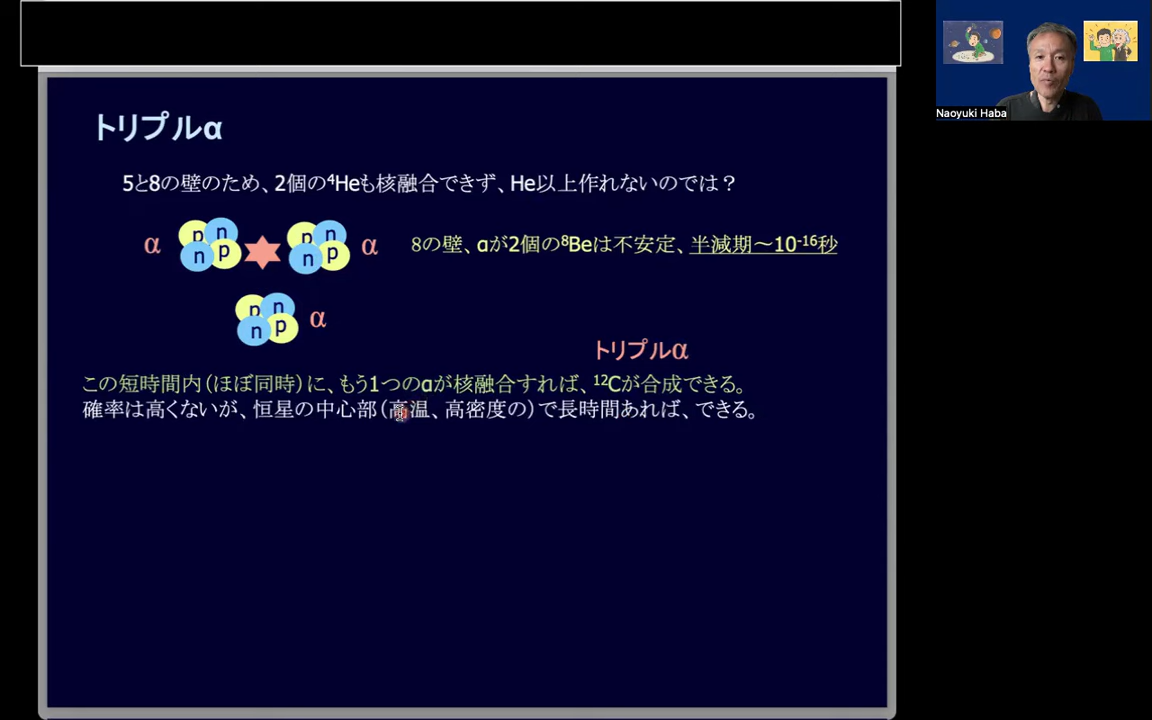 トリプルα
5と8の壁のため、2個の⁴Heも核融合できず、He以上作れないのでは？
α p n n p p n n p α 8の壁、αが2個の⁸Beは不安定、半減期～10⁻¹⁶秒
p n n p α
トリプルα
この短時間内（ほぼ同時）に、もう1つのαが核融合すれば、¹²Cが合成できる。
確率は高くないが、恒星の中心部（高温、高密度の）で長時間あれば、できる。
Naoyuki Haba